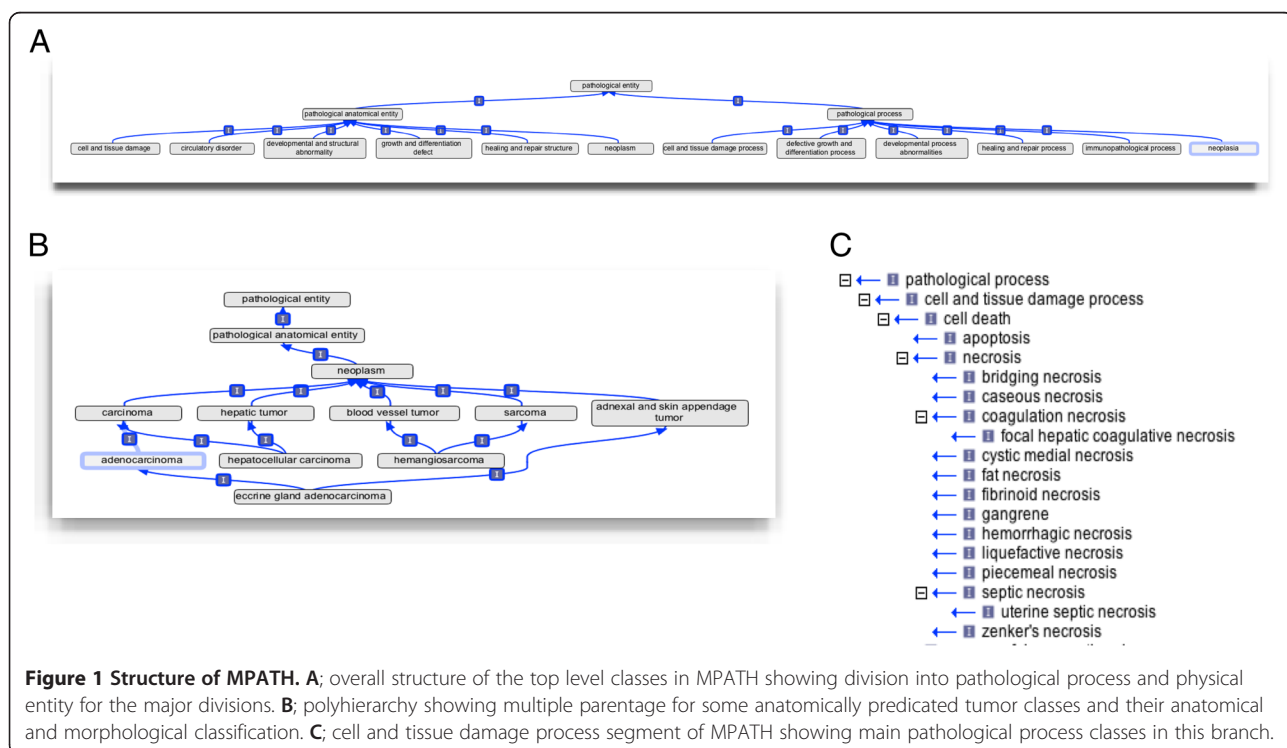 A
pathological entity
pathological anatomical entity
pathological process
cell and tissue damage
circulatory disorder
developmental and structural
abnormality
growth and differentiation
defect
healing and repair structure
neoplasm
cell and tissue damage process
defective growth and
differentiation process
developmental process
abnormalities
healing and repair process
immunopathological process
neoplasia
B
pathological entity
pathological anatomical entity
neoplasm
carcinoma
hepatic tumor
blood vessel tumor
sarcoma
adnexal and skin appendage
tumor
adenocarcinoma
hepatocellular carcinoma
hemangiosarcoma
eccrine gland adenocarcinoma
C
pathological process
cell and tissue damage process
cell death
apoptosis
necrosis
bridging necrosis
caseous necrosis
coagulation necrosis
focal hepatic coagulative necrosis
cystic medial necrosis
fat necrosis
fibrinoid necrosis
gangrene
hemorrhagic necrosis
liquefactive necrosis
piecemeal necrosis
septic necrosis
uterine septic necrosis
zenker's necrosis
Figure 1 Structure of MPATH. A; overall structure of the top level classes in MPATH showing division into pathological process and physical
entity for the major divisions. B; polyhierarchy showing multiple parentage for some anatomically predicated tumor classes and their anatomical
and morphological classification. C; cell and tissue damage process segment of MPATH showing main pathological process classes in this branch.